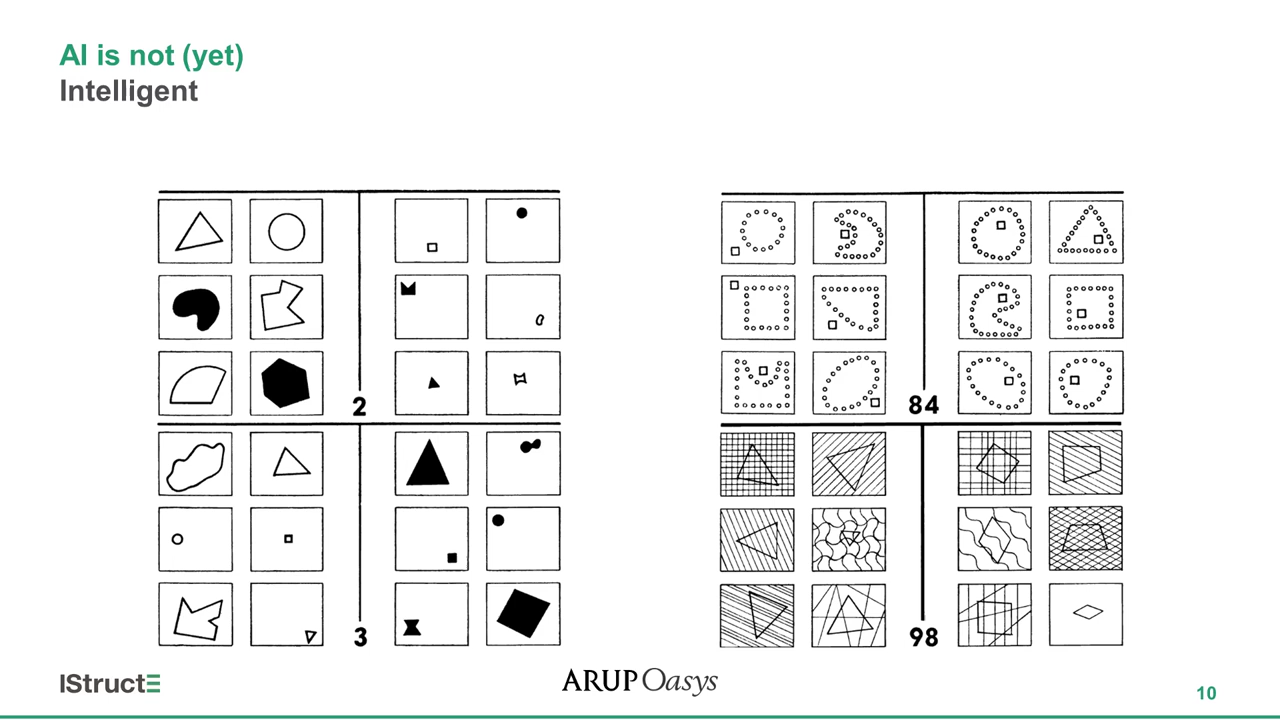 AI is not (yet)
Intelligent
2
84
3
98
IStructE
ARUP Oasys
10